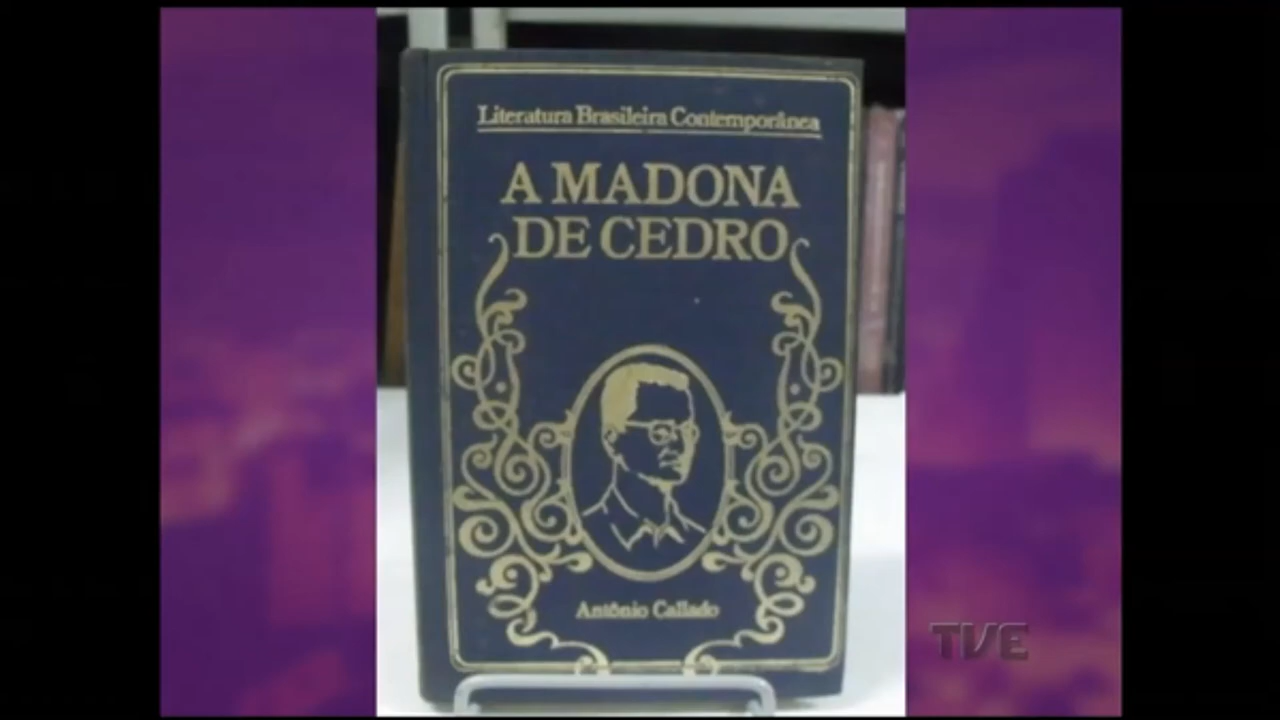 Literatura Brasileira Contemporânea
A MADONA
DE CEDRO
Antônio Callado
TVE